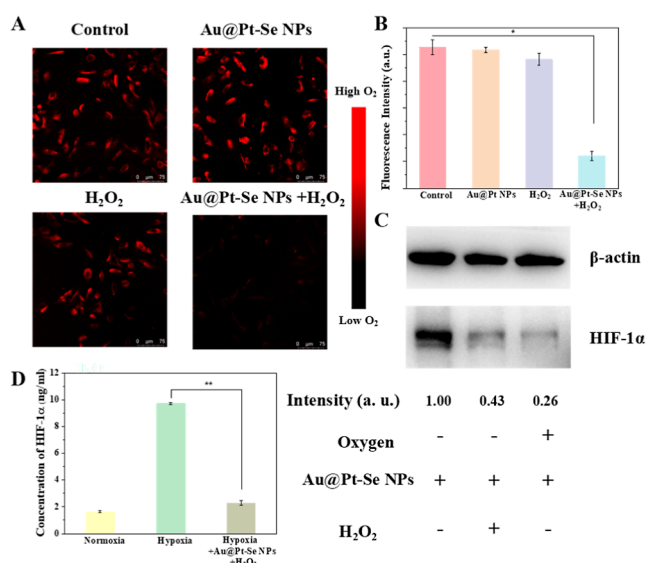 A
Control
Au@Pt-Se NPs
H₂O₂
Au@Pt-Se NPs +H₂O₂
0 μm 75
0 μm 75
0 μm 75
0 μm 75
High O₂
Low O₂
B
Fluorescence Intensity (a.u.)
*
Control
Au@Pt NPs
H₂O₂
Au@Pt-Se NPs
+H₂O₂
C
β-actin
HIF-1α
Intensity (a. u.) 1.00 0.43 0.26
Oxygen - - +
Au@Pt-Se NPs + + +
H₂O₂ - + -
D
Concentration of HIF-1α (ng/ml)
12
10
8
6
4
2
0
**
Normoxia
Hypoxia
Hypoxia
+Au@Pt-Se NPs
+H₂O₂